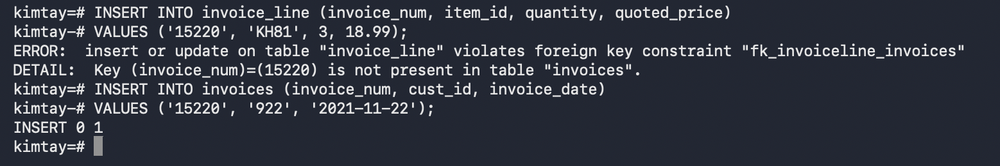 kimtay=# INSERT INTO invoice_line (invoice_num, item_id, quantity, quoted_price)
kimtay-# VALUES ('15220', 'KH81', 3, 18.99);
ERROR:  insert or update on table "invoice_line" violates foreign key constraint "fk_invoiceline_invoices"
DETAIL:  Key (invoice_num)=(15220) is not present in table "invoices".
kimtay=# INSERT INTO invoices (invoice_num, cust_id, invoice_date)
kimtay-# VALUES ('15220', '922', '2021-11-22');
INSERT 0 1
kimtay=#